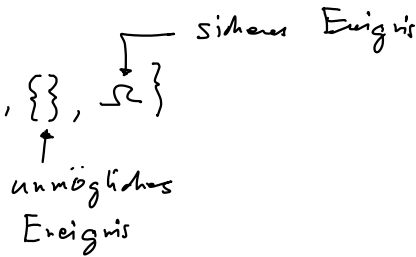 sicheres Ereignis
, {}, Ω}
unmögliches
Ereignis